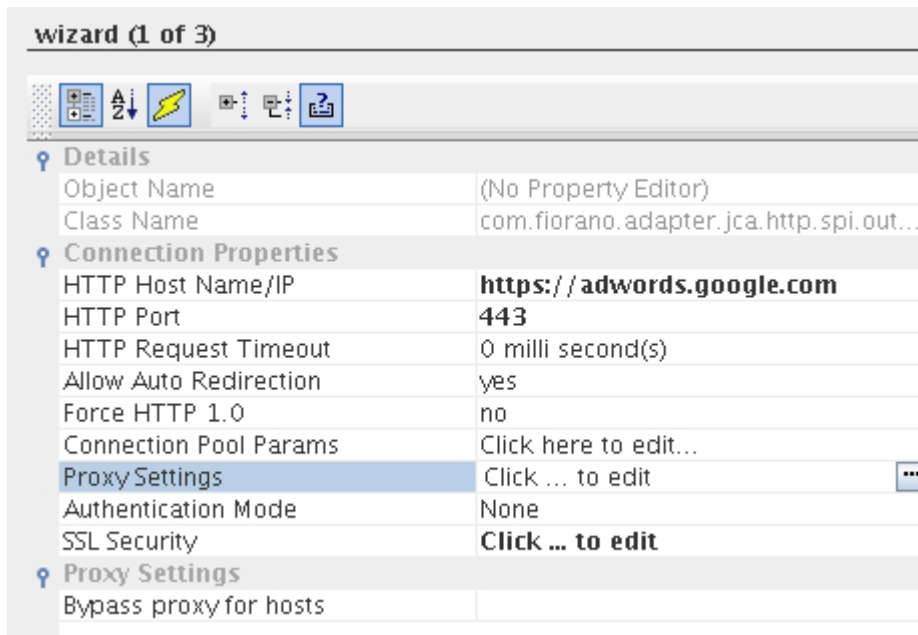 wizard (1 of 3)
Details
Object Name (No Property Editor)
Class Name com.fiorano.adapter.jca.http.spi.out...
Connection Properties
HTTP Host Name/IP https://adwords.google.com
HTTP Port 443
HTTP Request Timeout 0 milli second(s)
Allow Auto Redirection yes
Force HTTP 1.0 no
Connection Pool Params Click here to edit...
Proxy Settings Click ... to edit ...
Authentication Mode None
SSL Security Click ... to edit
Proxy Settings
Bypass proxy for hosts